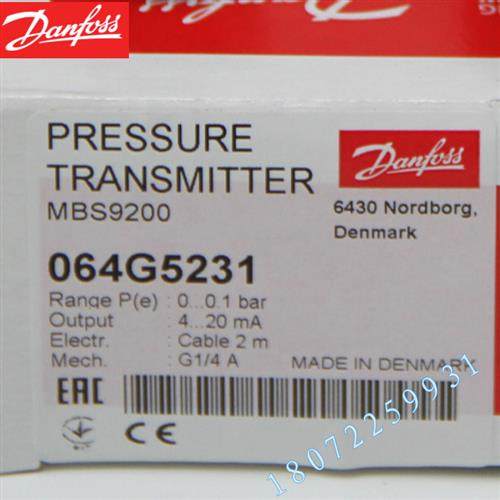 Danfoss
PRESSURE
TRANSMITTER
MBS9200
Danfoss
6430 Nordborg,
Denmark
064G5231
Range P(e) : 0...0.1 bar
Output : 4...20 mA
Electr. : Cable 2 m
Mech. : G1/4 A
MADE IN DENMARK
EAC
CE
18072259931